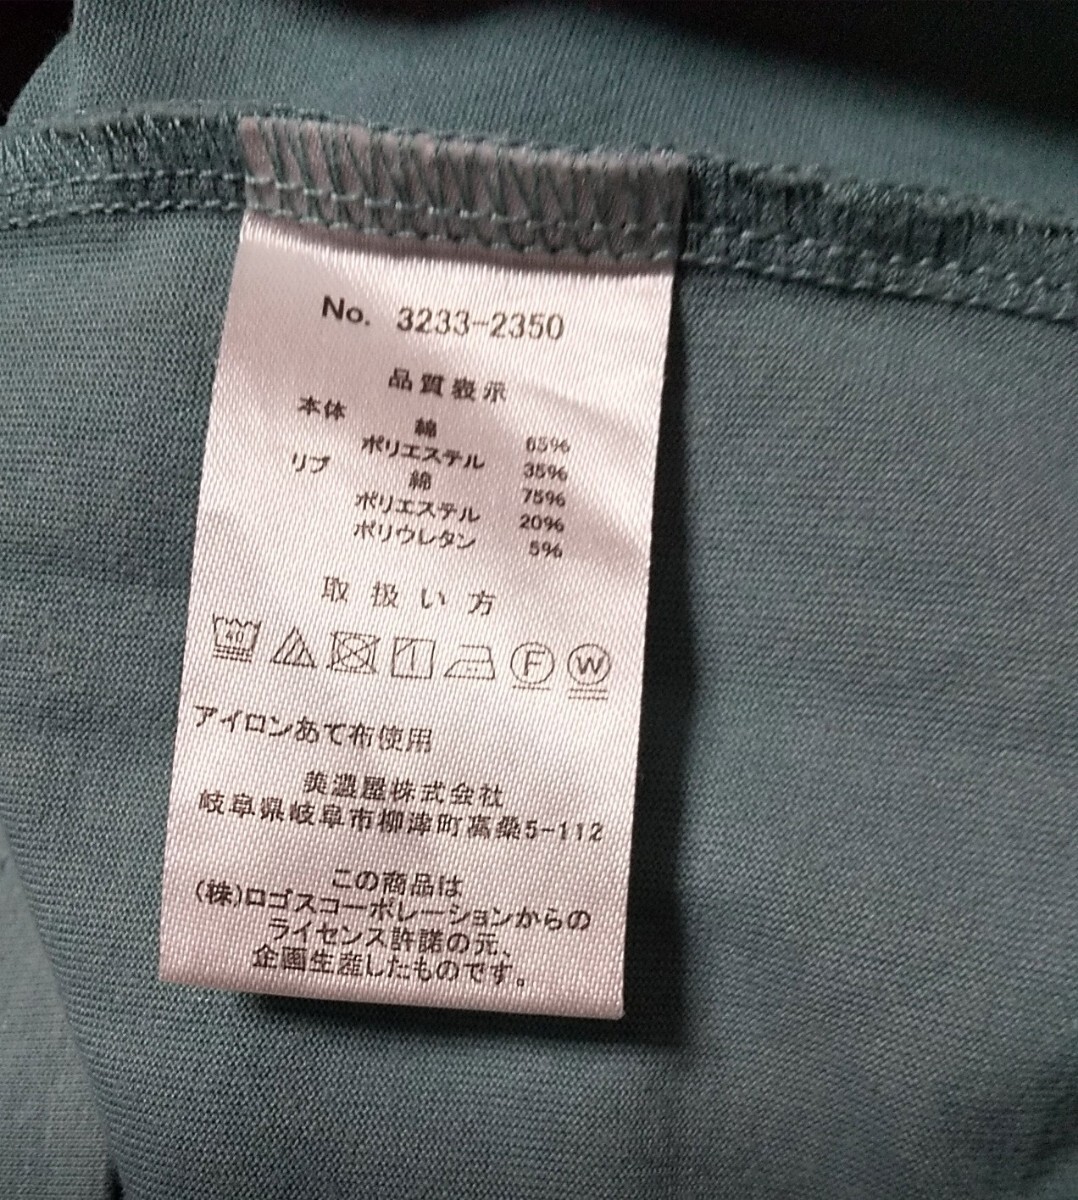 No. 3233-2350
品質表示
本体 綿 65%
ポリエステル 35%
リブ 綿 75%
ポリエステル 20%
ポリウレタン 5%
取扱い方
40 F W
アイロンあて布使用
美濃屋株式会社
岐阜県岐阜市柳津町高桑5-112
この商品は
(株)ロゴスコーポレーションからの
ライセンス許諾の元、
企画生産したものです。